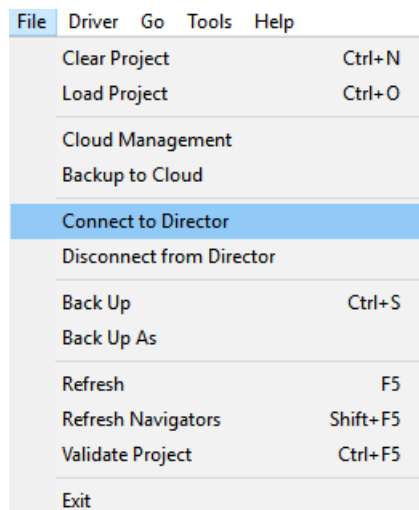 File Driver Go Tools Help
Clear Project Ctrl+N
Load Project Ctrl+O
Cloud Management
Backup to Cloud
Connect to Director
Disconnect from Director
Back Up Ctrl+S
Back Up As
Refresh F5
Refresh Navigators Shift+F5
Validate Project Ctrl+F5
Exit